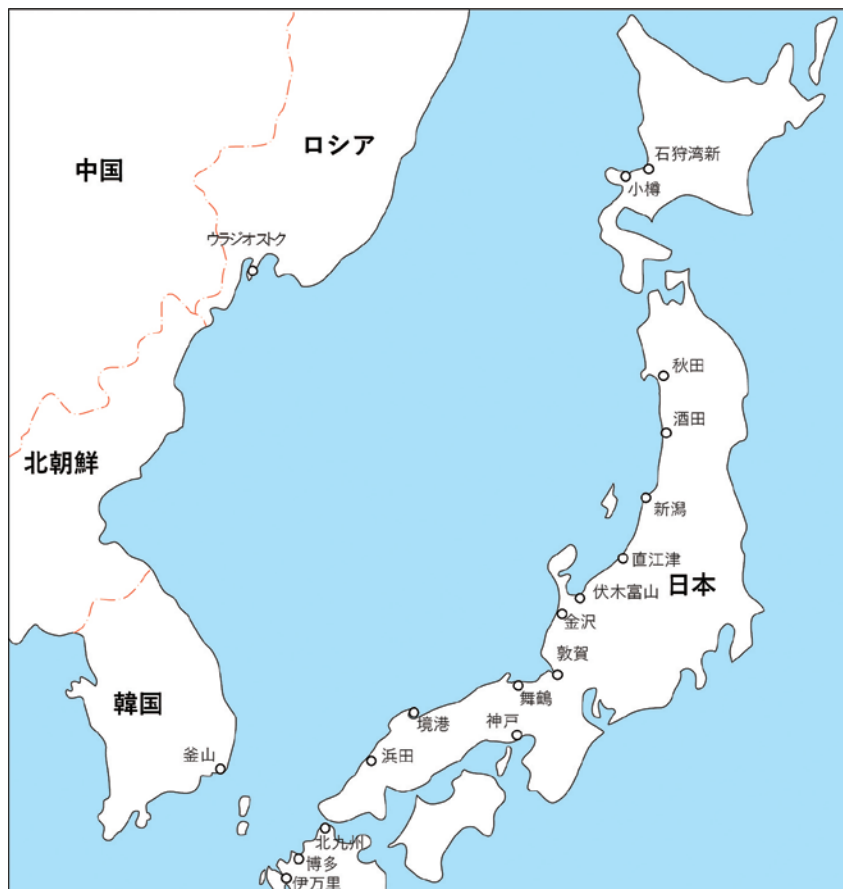 ロシア
中国
石狩湾新
小樽
ウラジオストク
秋田
酒田
北朝鮮
新潟
直江津
日本
伏木富山
金沢
敦賀
舞鶴
韓国
境港
神戸
釜山
浜田
北九州
博多
伊万里